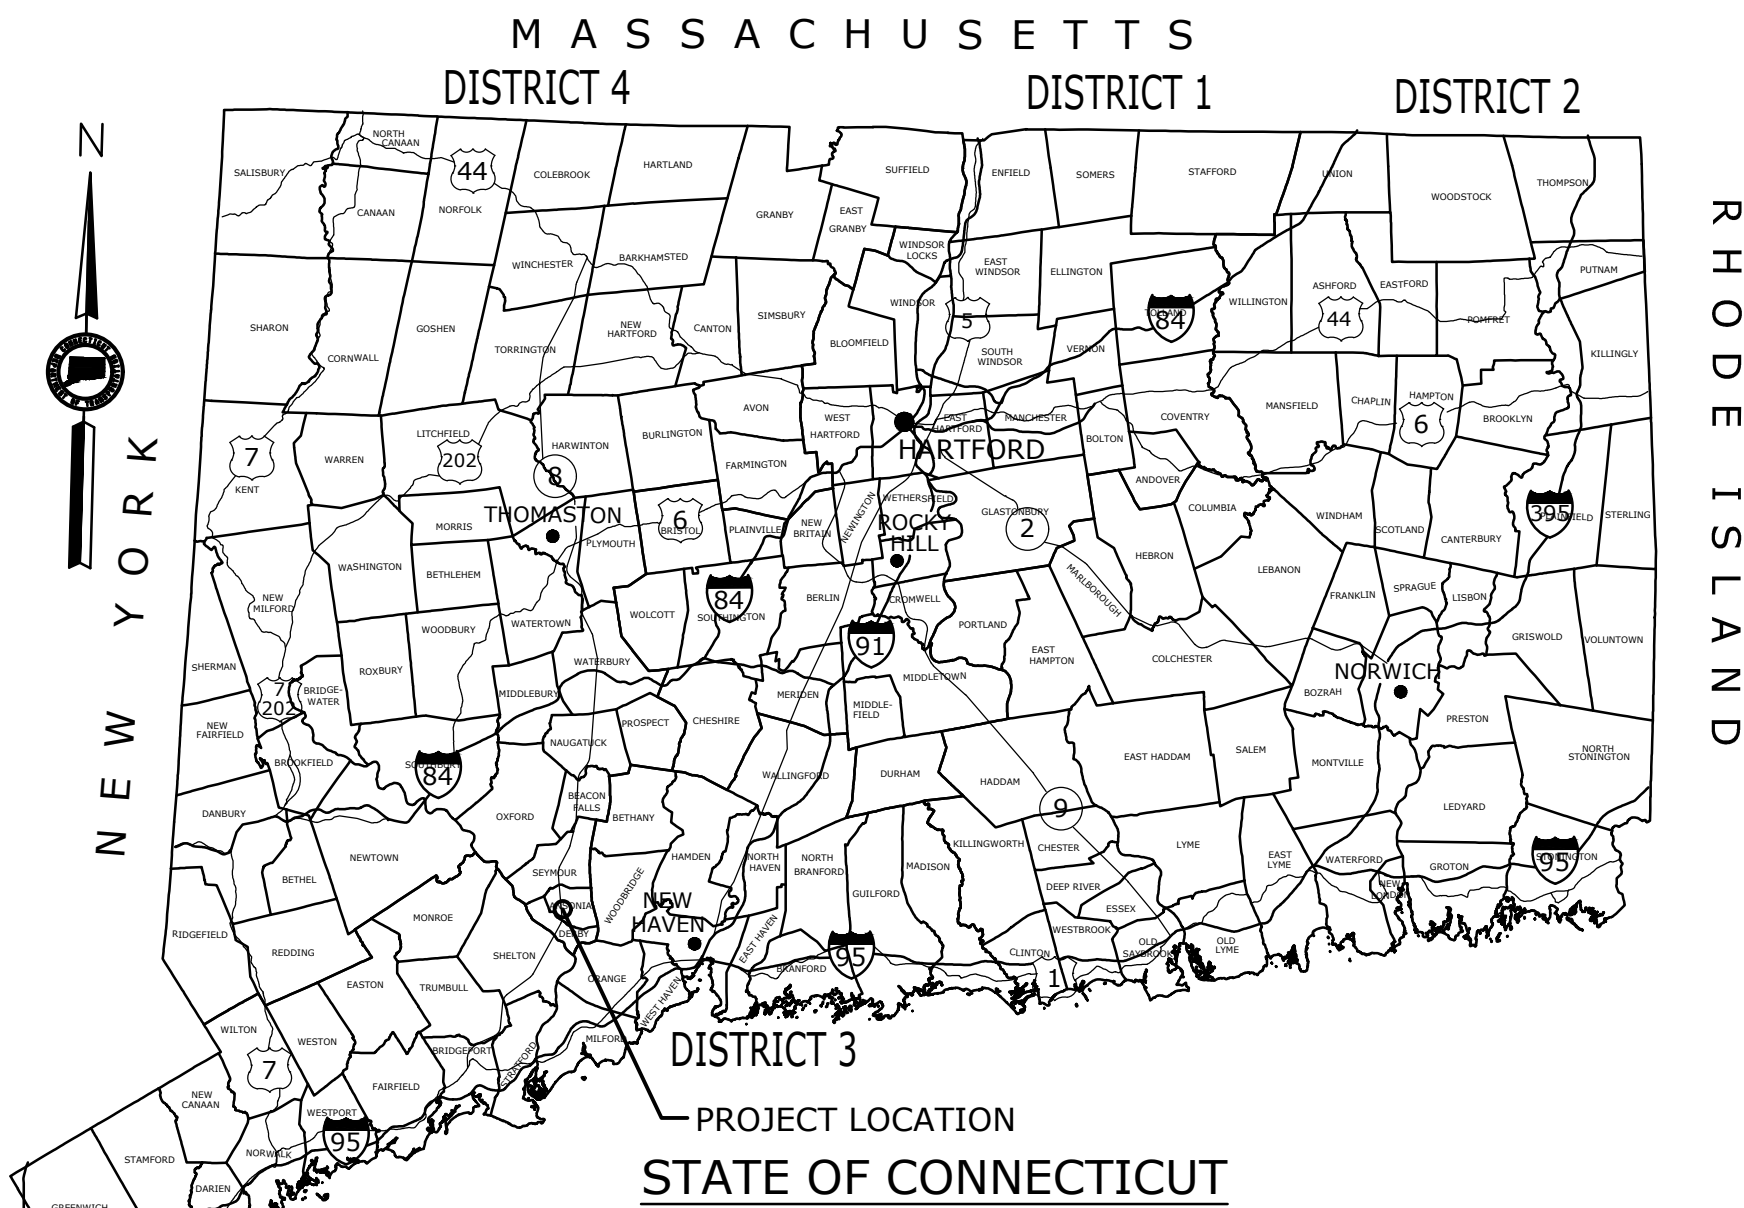 MASSACHUSETTS
DISTRICT 4
DISTRICT 1
DISTRICT 2
N
NEW YORK
RHODE ISLAND
SALISBURY
NORTH
CANAAN
CANAAN
44
NORFOLK
COLEBROOK
HARTLAND
GRANBY
SUFFIELD
EAST
GRANBY
WINDSOR
LOCKS
ENFIELD
SOMERS
STAFFORD
UNION
WOODSTOCK
THOMPSON
PUTNAM
SHARON
CORNWALL
GOSHEN
WINCHESTER
BARKHAMSTED
TORRINGTON
NEW
HARTFORD
CANTON
SIMSBURY
BLOOMFIELD
WINDSOR
EAST
WINDSOR
5
SOUTH
WINDSOR
ELLINGTON
VERNON
TOLLAND
84
WILLINGTON
ASHFORD
44
EASTFORD
POMFRET
KILLINGLY
7
KENT
WARREN
LITCHFIELD
202
8
HARWINTON
BURLINGTON
AVON
FARMINGTON
WEST
HARTFORD
HARTFORD
EAST
HARTFORD
MANCHESTER
BOLTON
COVENTRY
MANSFIELD
CHAPLIN
HAMPTON
6
BROOKLYN
ANDOVER
COLUMBIA
WINDHAM
SCOTLAND
CANTERBURY
395
PLAINFIELD
STERLING
MORRIS
THOMASTON
PLYMOUTH
6
BRISTOL
PLAINVILLE
NEW
BRITAIN
NEWINGTON
WETHERSFIELD
ROCKY
HILL
GLASTONBURY
2
HEBRON
MARLBOROUGH
LEBANON
FRANKLIN
SPRAGUE
LISBON
GRISWOLD
VOLUNTOWN
NEW
MILFORD
WASHINGTON
BETHLEHEM
WATERTOWN
WOLCOTT
84
SOUTHINGTON
BERLIN
CROMWELL
91
PORTLAND
EAST
HAMPTON
COLCHESTER
BOZRAH
NORWICH
PRESTON
NORTH
STONINGTON
SHERMAN
7
202
BRIDGE-
WATER
ROXBURY
WOODBURY
MIDDLEBURY
WATERBURY
NAUGATUCK
PROSPECT
CHESHIRE
MERIDEN
MIDDLE-
FIELD
MIDDLETOWN
NEW
FAIRFIELD
BROOKFIELD
SOUTHBURY
84
OXFORD
BEACON
FALLS
BETHANY
WALLINGFORD
DURHAM
HADDAM
EAST HADDAM
SALEM
MONTVILLE
LEDYARD
DANBURY
BETHEL
NEWTOWN
SEYMOUR
WOODBRIDGE
HAMDEN
NORTH
HAVEN
NORTH
BRANFORD
GUILFORD
MADISON
KILLINGWORTH
9
CHESTER
DEEP RIVER
ESSEX
LYME
EAST
LYME
WATERFORD
NEW
LONDON
GROTON
STONINGTON
95
RIDGEFIELD
REDDING
MONROE
ANSONIA
DERBY
NEW
HAVEN
EAST HAVEN
BRANFORD
95
CLINTON
WESTBROOK
1
OLD
SAYBROOK
OLD
LYME
EASTON
TRUMBULL
SHELTON
ORANGE
WEST HAVEN
MILFORD
WILTON
WESTON
7
BRIDGEPORT
STRATFORD
FAIRFIELD
NEW
CANAAN
WESTPORT
95
NORWALK
STAMFORD
DARIEN
GREENWICH
DISTRICT 3
PROJECT LOCATION
STATE OF CONNECTICUT